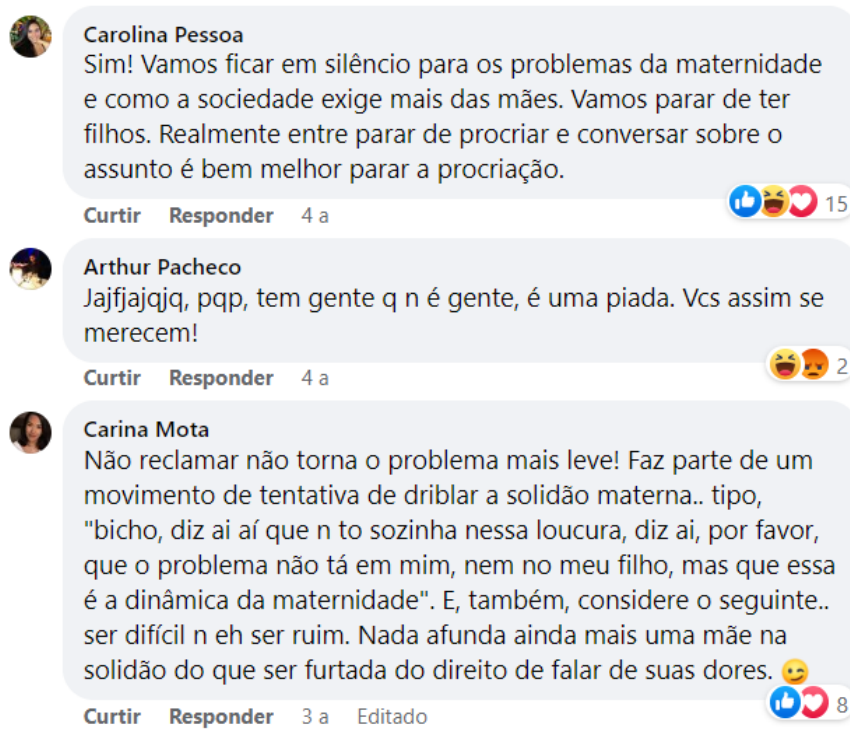 Carolina Pessoa
Sim! Vamos ficar em silêncio para os problemas da maternidade
e como a sociedade exige mais das mães. Vamos parar de ter
filhos. Realmente entre parar de procriar e conversar sobre o
assunto é bem melhor parar a procriação.
15
Curtir Responder 4 a
Arthur Pacheco
Jajfjajqjq, pqp, tem gente q n é gente, é uma piada. Vcs assim se
merecem!
2
Curtir Responder 4 a
Carina Mota
Não reclamar não torna o problema mais leve! Faz parte de um
movimento de tentativa de driblar a solidão materna.. tipo,
"bicho, diz ai aí que n to sozinha nessa loucura, diz ai, por favor,
que o problema não tá em mim, nem no meu filho, mas que essa
é a dinâmica da maternidade". E, também, considere o seguinte..
ser difícil n eh ser ruim. Nada afunda ainda mais uma mãe na
solidão do que ser furtada do direito de falar de suas dores. 😉
8
Curtir Responder 3 a Editado